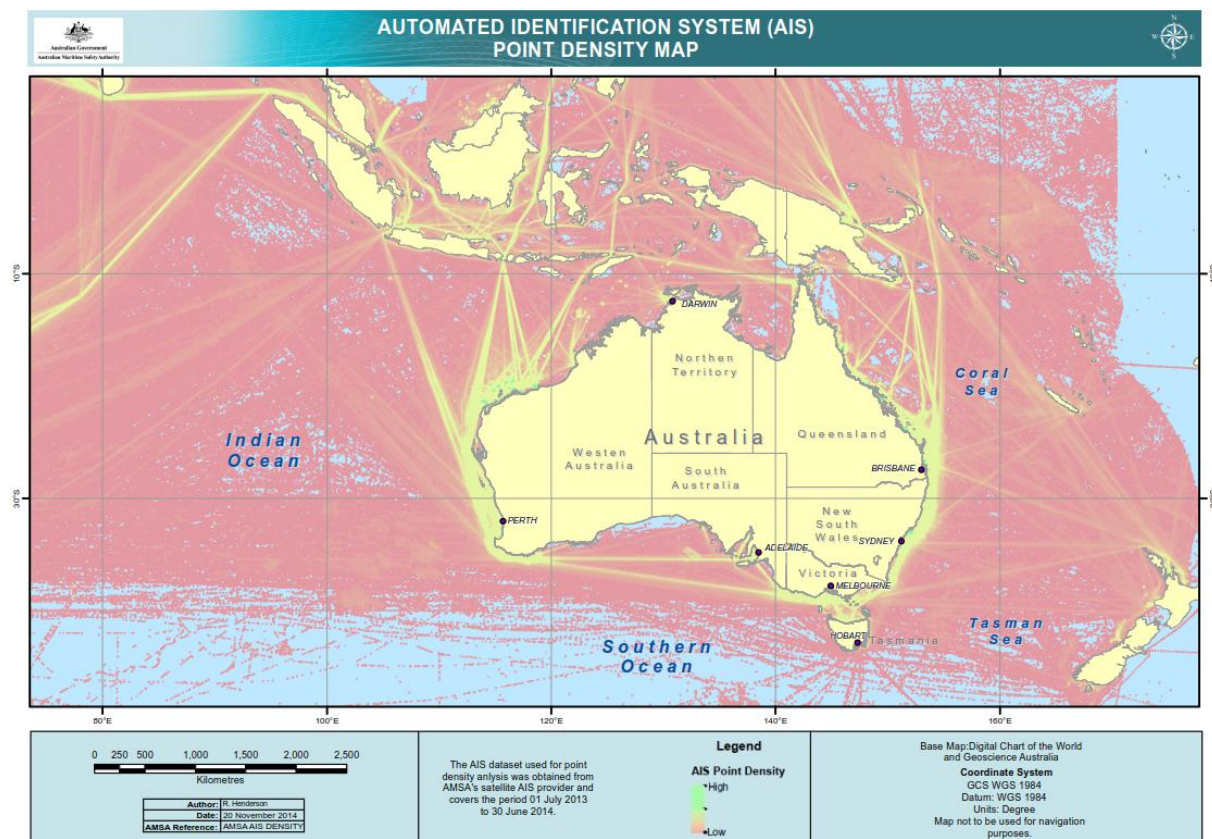 Australian Government
Australian Maritime Safety Authority
AUTOMATED IDENTIFICATION SYSTEM (AIS)
POINT DENSITY MAP
N
W
E
S
10°S
10°S
DARWIN
Northen
Territory
Coral
Sea
Indian
Ocean
Australia
Queensland
Westen
Australia
South
Australia
BRISBANE
30°S
30°S
New
South
Wales
PERTH
SYDNEY
ADELAIDE
Victoria
MELBOURNE
Tasman
Sea
HOBART
Tasmania
Southern
Ocean
80°E
100°E
120°E
140°E
160°E
0 250 500 1,000 1,500 2,000 2,500
Kilometres
Author: R. Henderson
Date: 20 November 2014
AMSA Reference: AMSA AIS DENSITY
The AIS dataset used for point
density anlysis was obtained from
AMSA's satellite AIS provider and
covers the period 01 July 2013
to 30 June 2014.
Legend
AIS Point Density
High
Low
Base Map:Digital Chart of the World
and Geoscience Australia
Coordinate System
GCS WGS 1984
Datum: WGS 1984
Units: Degree
Map not to be used for navigation
purposes.